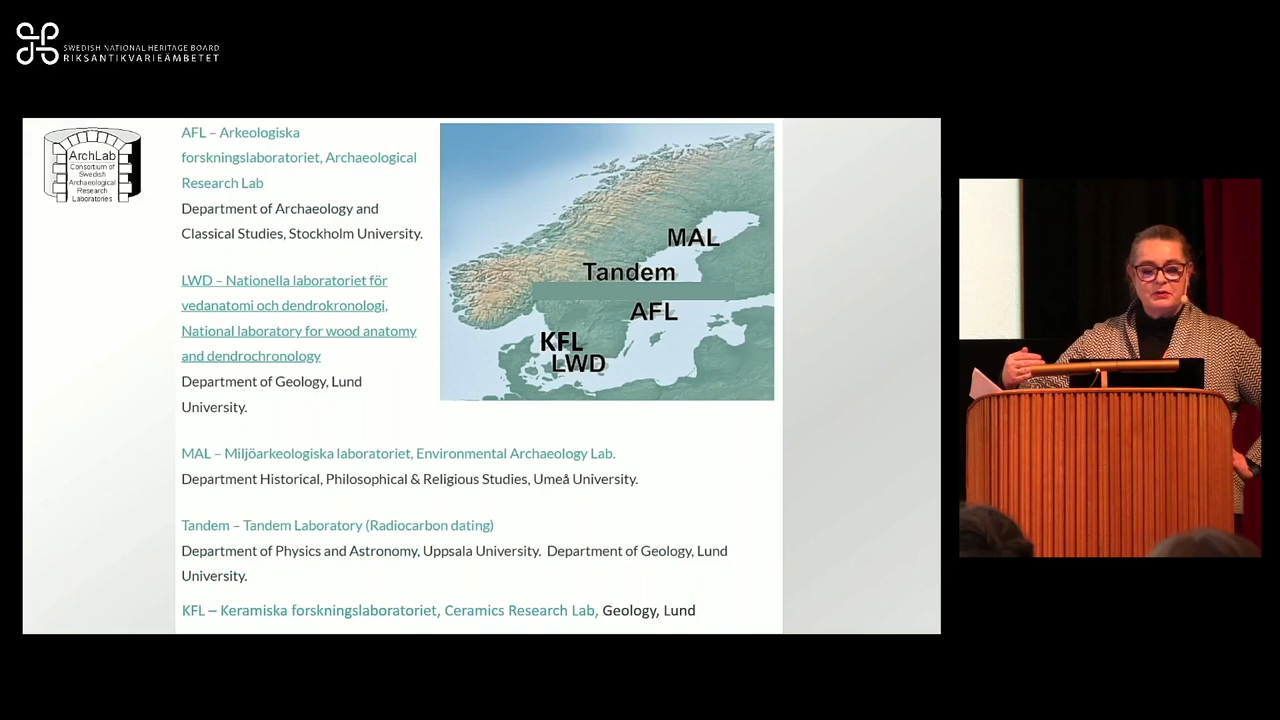 SWEDISH NATIONAL HERITAGE BOARD
RIKSANTIKVARIEÄMBETET
ArchLab
Consortium of
Swedish
Archaeological
Research
Laboratories
AFL – Arkeologiska
forskningslaboratoriet, Archaeological
Research Lab
Department of Archaeology and
Classical Studies, Stockholm University.
LWD – Nationella laboratoriet för
vedanatomi och dendrokronologi,
National laboratory for wood anatomy
and dendrochronology
Department of Geology, Lund
University.
MAL
Tandem
AFL
KFL
LWD
MAL – Miljöarkeologiska laboratoriet, Environmental Archaeology Lab.
Department Historical, Philosophical & Religious Studies, Umeå University.
Tandem – Tandem Laboratory (Radiocarbon dating)
Department of Physics and Astronomy, Uppsala University. Department of Geology, Lund
University.
KFL – Keramiska forskningslaboratoriet, Ceramics Research Lab, Geology, Lund